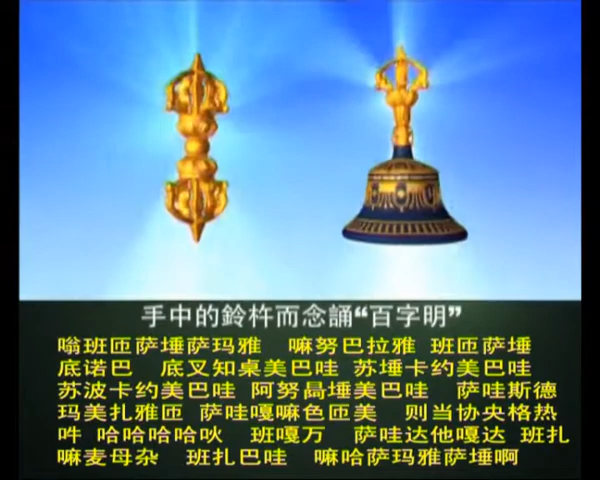 手中的鈴杵而念誦“百字明”
嗡班匝萨埵萨玛雅 嘛努巴拉雅 班匝萨埵
底诺巴 底叉知桌美巴哇 苏埵卡约美巴哇
苏波卡约美巴哇 阿努曷埵美巴哇 萨哇斯德
玛美扎雅匝 萨哇嘎嘛色匝美 则当协央格热
吽 哈哈哈哈吙 班嘎万 萨哇达他嘎达 班扎
嘛麦母杂 班扎巴哇 嘛哈萨玛雅萨埵啊